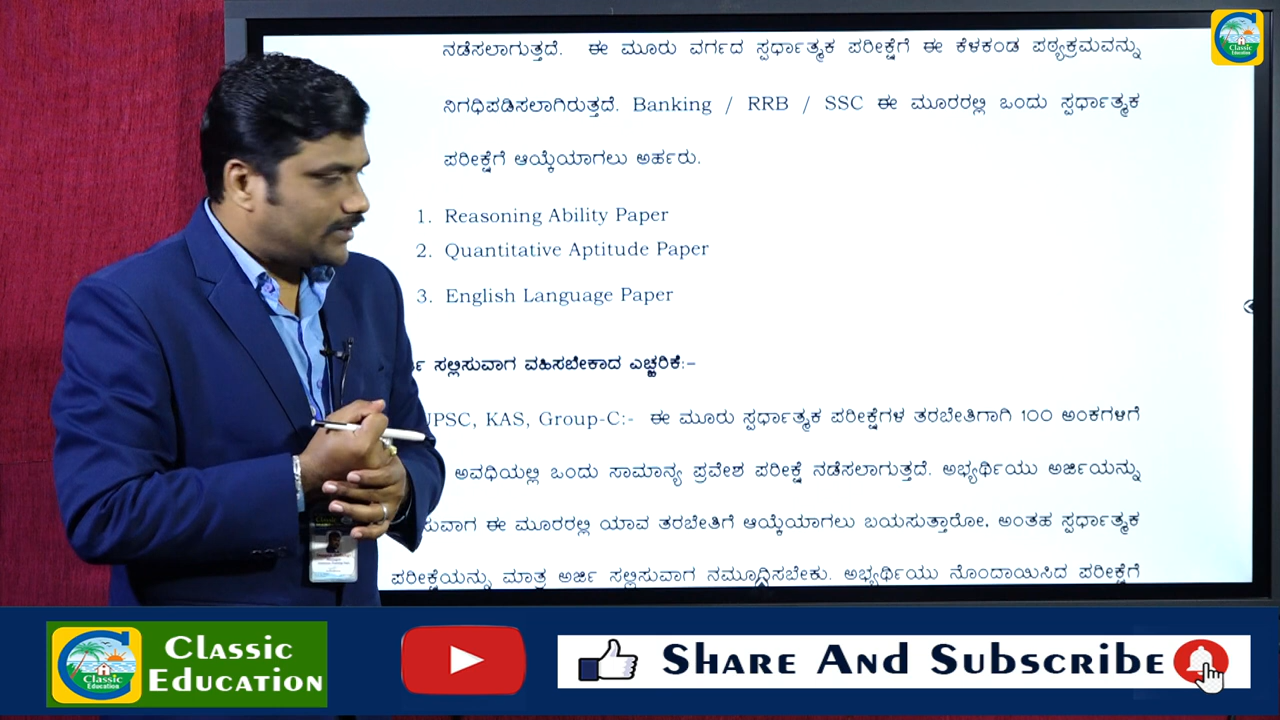 Classic
Education
ನಡೆಸಲಾಗುತ್ತದೆ. ಈ ಮೂರು ವರ್ಗದ ಸ್ಪರ್ಧಾತ್ಮಕ ಪರೀಕ್ಷೆಗೆ ಈ ಕೆಳಕಂಡ ಪಠ್ಯಕ್ರಮವನ್ನು
ನಿಗಧಿಪಡಿಸಲಾಗಿರುತ್ತದೆ. Banking / RRB / SSC ಈ ಮೂರರಲ್ಲಿ ಒಂದು ಸ್ಪರ್ಧಾತ್ಮಕ
ಪರೀಕ್ಷೆಗೆ ಆಯ್ಕೆಯಾಗಲು ಅರ್ಹರು.
1. Reasoning Ability Paper
2. Quantitative Aptitude Paper
3. English Language Paper
ಸಲ್ಲಿಸುವಾಗ ವಹಿಸಬೇಕಾದ ಎಚ್ಚರಿಕೆ:-
UPSC, KAS, Group-C:- ಈ ಮೂರು ಸ್ಪರ್ಧಾತ್ಮಕ ಪರೀಕ್ಷೆಗಳ ತರಬೇತಿಗಾಗಿ 100 ಅಂಕಗಳಿಗೆ
ಅವಧಿಯಲ್ಲಿ ಒಂದು ಸಾಮಾನ್ಯ ಪ್ರವೇಶ ಪರೀಕ್ಷೆ ನಡೆಸಲಾಗುತ್ತದೆ. ಅಭ್ಯರ್ಥಿಯು ಅರ್ಜಿಯನ್ನು
ಸುವಾಗ ಈ ಮೂರರಲ್ಲಿ ಯಾವ ತರಬೇತಿಗೆ ಆಯ್ಕೆಯಾಗಲು ಬಯಸುತ್ತಾರೋ. ಅಂತಹ ಸ್ಪರ್ಧಾತ್ಮಕ
ಪರೀಕ್ಷೆಯನ್ನು ಮಾತ್ರ ಅರ್ಜಿ ಸಲ್ಲಿಸುವಾಗ ನಮೂದಿಸಬೇಕು. ಅಭ್ಯರ್ಥಿಯು ನೊಂದಾಯಿಸಿದ ಪರೀಕ್ಷೆಗೆ
Classic
Education
Classic
Education
Share And Subscribe